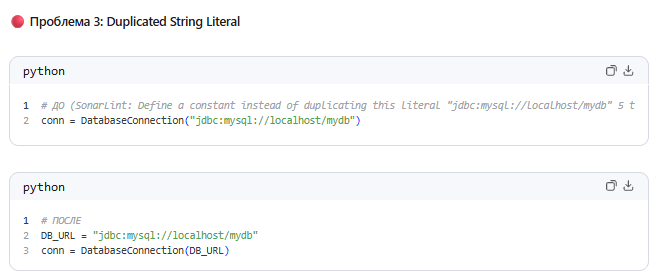 Проблема 3: Duplicated String Literal
python
1 # ДО (SonarLint: Define a constant instead of duplicating this literal "jdbc:mysql://localhost/mydb" 5 t
2 conn = DatabaseConnection("jdbc:mysql://localhost/mydb")
python
1 # ПОСЛЕ
2 DB_URL = "jdbc:mysql://localhost/mydb"
3 conn = DatabaseConnection(DB_URL)